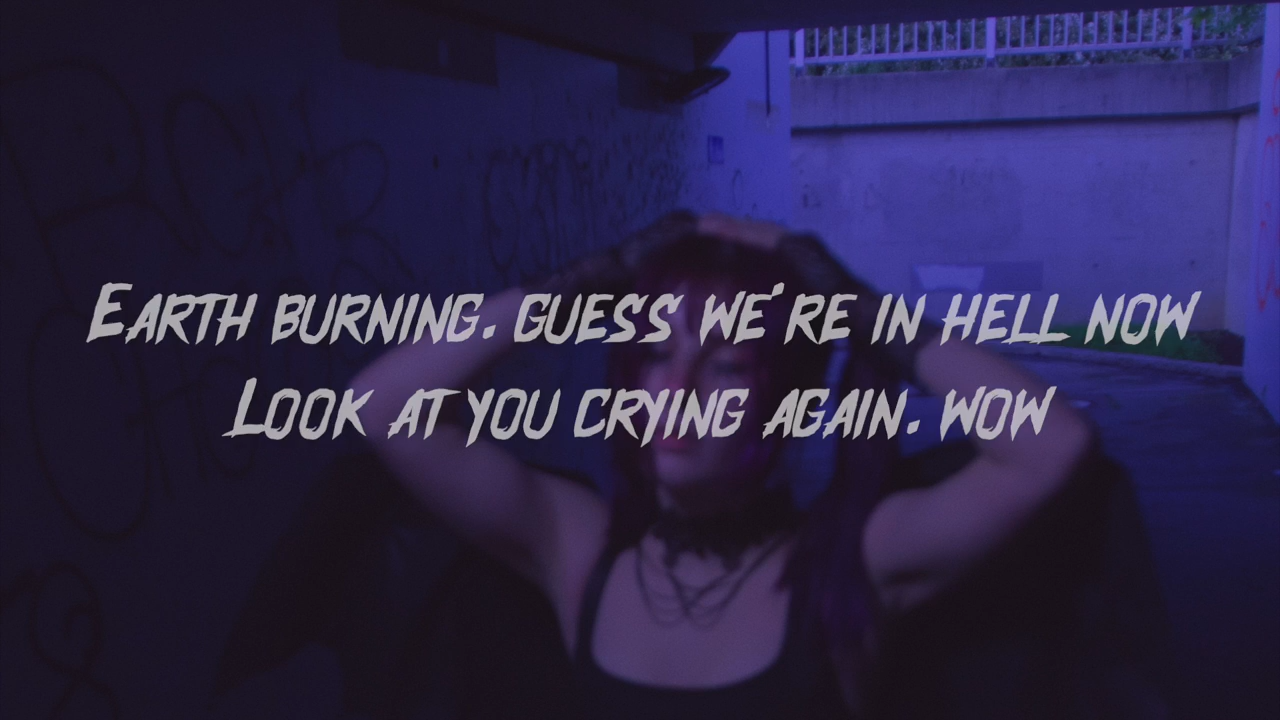 Earth burning. guess we're in hell now
Look at you crying again. wow